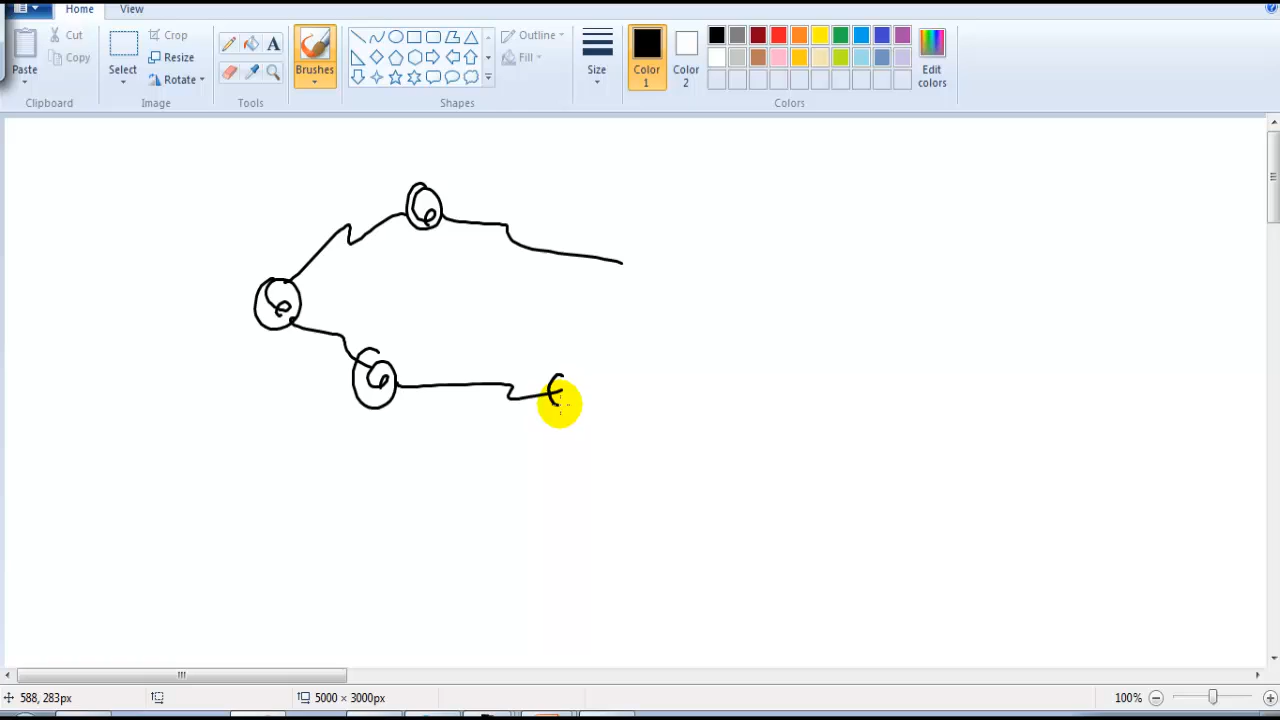 Home View
Cut
Copy
Paste
Clipboard
Select
Crop
Resize
Rotate
Image
A
Tools
Brushes
Outline
Fill
Shapes
Size
Color 1
Color 2
Edit colors
Colors
588, 283px
5000 × 3000px
100%